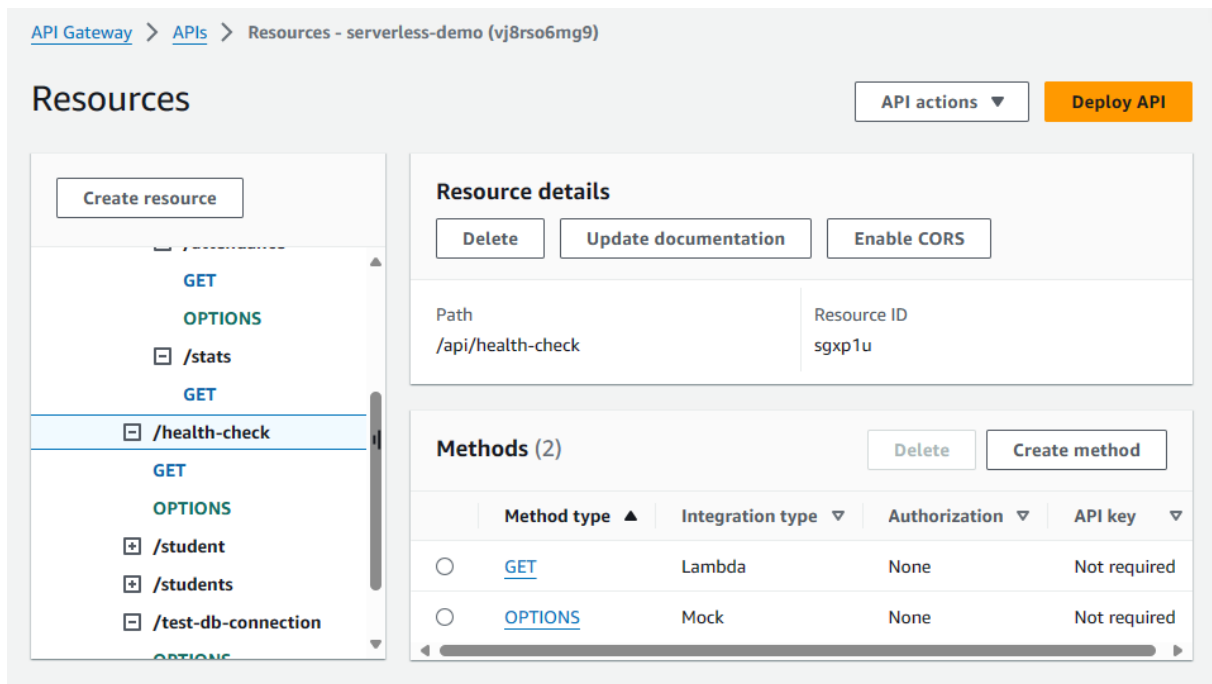 API Gateway > APIs > Resources - serverless-demo (vj8rso6mg9)
Resources
API actions ▼
Deploy API
Create resource
GET
OPTIONS
/stats
GET
/health-check
GET
OPTIONS
/student
/students
/test-db-connection
OPTIONS
Resource details
Delete
Update documentation
Enable CORS
Path
Resource ID
/api/health-check
sgxp1u
Methods (2)
Delete
Create method
Method type ▲ Integration type ▽ Authorization ▽ API key ▽
GET Lambda None Not required
OPTIONS Mock None Not required